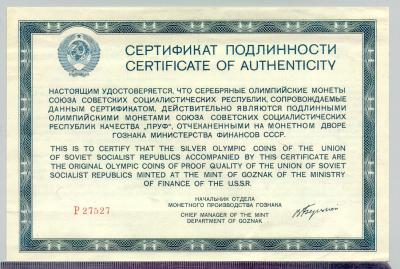 СЕРТИФИКАТ ПОДЛИННОСТИ
CERTIFICATE OF AUTHENTICITY
НАСТОЯЩИМ УДОСТОВЕРЯЕТСЯ, ЧТО СЕРЕБРЯНЫЕ ОЛИМПИЙСКИЕ МОНЕТЫ
СОЮЗА СОВЕТСКИХ СОЦИАЛИСТИЧЕСКИХ РЕСПУБЛИК, СОПРОВОЖДАЕМЫЕ
ДАННЫМ СЕРТИФИКАТОМ, ДЕЙСТВИТЕЛЬНО ЯВЛЯЮТСЯ ПОДЛИННЫМИ
ОЛИМПИЙСКИМИ МОНЕТАМИ СОЮЗА СОВЕТСКИХ СОЦИАЛИСТИЧЕСКИХ
РЕСПУБЛИК КАЧЕСТВА „ПРУФ“, ОТЧЕКАНЕННЫМИ НА МОНЕТНОМ ДВОРЕ
ГОЗНАКА МИНИСТЕРСТВА ФИНАНСОВ СССР.
THIS IS TO CERTIFY THAT THE SILVER OLYMPIC COINS OF THE UNION
OF SOVIET SOCIALIST REPUBLICS ACCOMPANIED BY THIS CERTIFICATE ARE
THE ORIGINAL OLYMPIC COINS OF PROOF QUALITY OF THE UNION OF SOVIET
SOCIALIST REPUBLICS MINTED AT THE MINT OF GOZNAK OF THE MINISTRY
OF FINANCE OF THE U.S.S.R.
Р 27527
НАЧАЛЬНИК ОТДЕЛА
МОНЕТНОГО ПРОИЗВОДСТВА ГОЗНАКА
CHIEF MANAGER OF THE MINT
DEPARTMENT OF GOZNAK